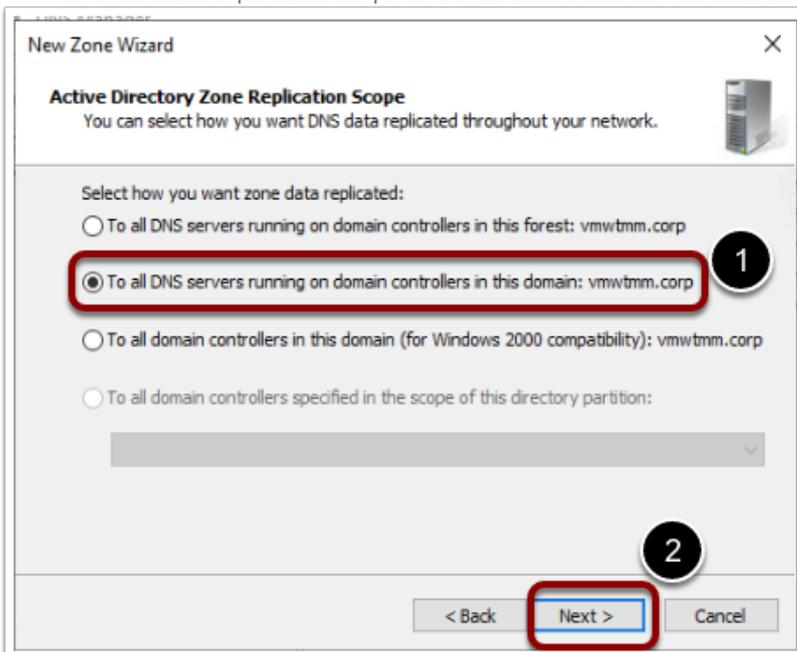 DNS Manager
New Zone Wizard
Active Directory Zone Replication Scope
You can select how you want DNS data replicated throughout your network.
Select how you want zone data replicated:
To all DNS servers running on domain controllers in this forest: vmwtmm.corp
1
To all DNS servers running on domain controllers in this domain: vmwtmm.corp
To all domain controllers in this domain (for Windows 2000 compatibility): vmwtmm.corp
To all domain controllers specified in the scope of this directory partition:
2
< Back Next > Cancel